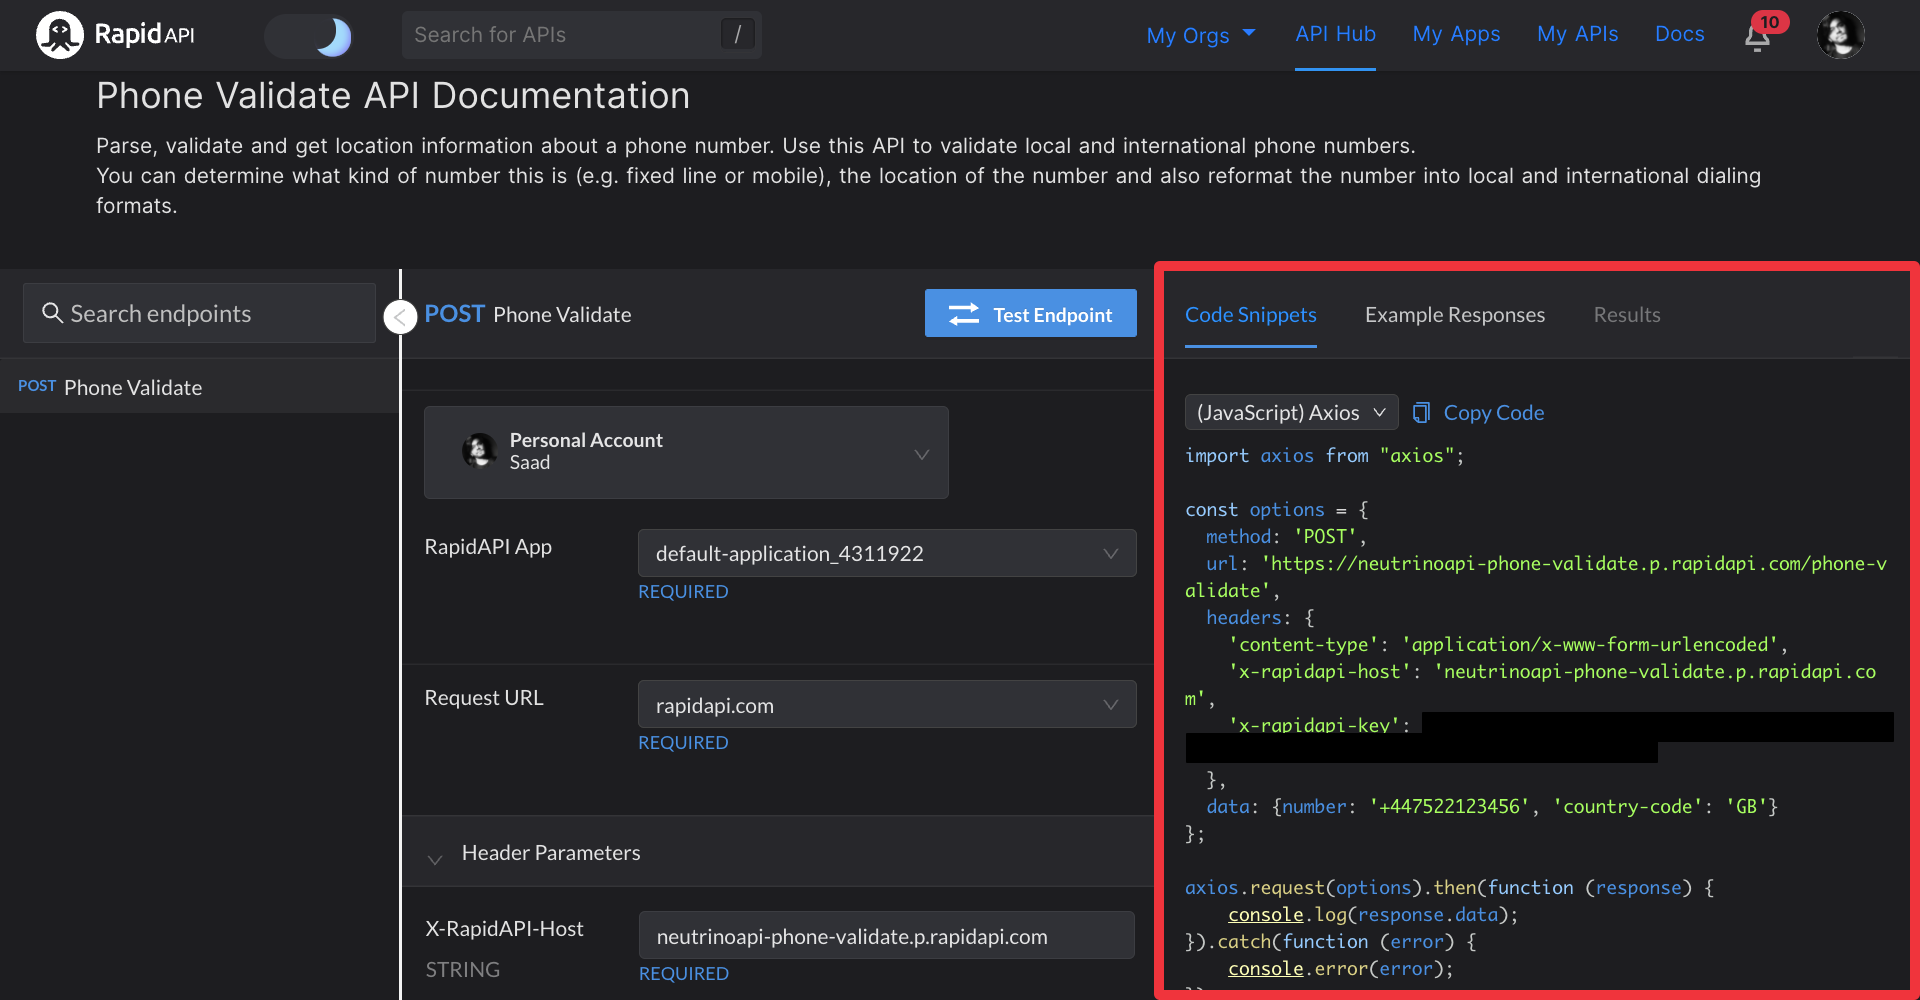 RapidAPI
Search for APIs
/
My Orgs
API Hub
My Apps
My APIs
Docs
10
Phone Validate API Documentation
Parse, validate and get location information about a phone number. Use this API to validate local and international phone numbers.
You can determine what kind of number this is (e.g. fixed line or mobile), the location of the number and also reformat the number into local and international dialing
formats.
Search endpoints
POST Phone Validate
POST Phone Validate
Test Endpoint
Personal Account
Saad
RapidAPI App
default-application_4311922
REQUIRED
Request URL
rapidapi.com
REQUIRED
Header Parameters
X-RapidAPI-Host
STRING
neutrinoapi-phone-validate.p.rapidapi.com
REQUIRED
Code Snippets
Example Responses
Results
(JavaScript) Axios
Copy Code
import axios from "axios";
const options = {
method: 'POST',
url: 'https://neutrinoapi-phone-validate.p.rapidapi.com/phone-v
alidate',
headers: {
'content-type': 'application/x-www-form-urlencoded',
'x-rapidapi-host': 'neutrinoapi-phone-validate.p.rapidapi.co
m',
'x-rapidapi-key':
},
data: {number: '+447522123456', 'country-code': 'GB'}
};
axios.request(options).then(function (response) {
console.log(response.data);
}).catch(function (error) {
console.error(error);